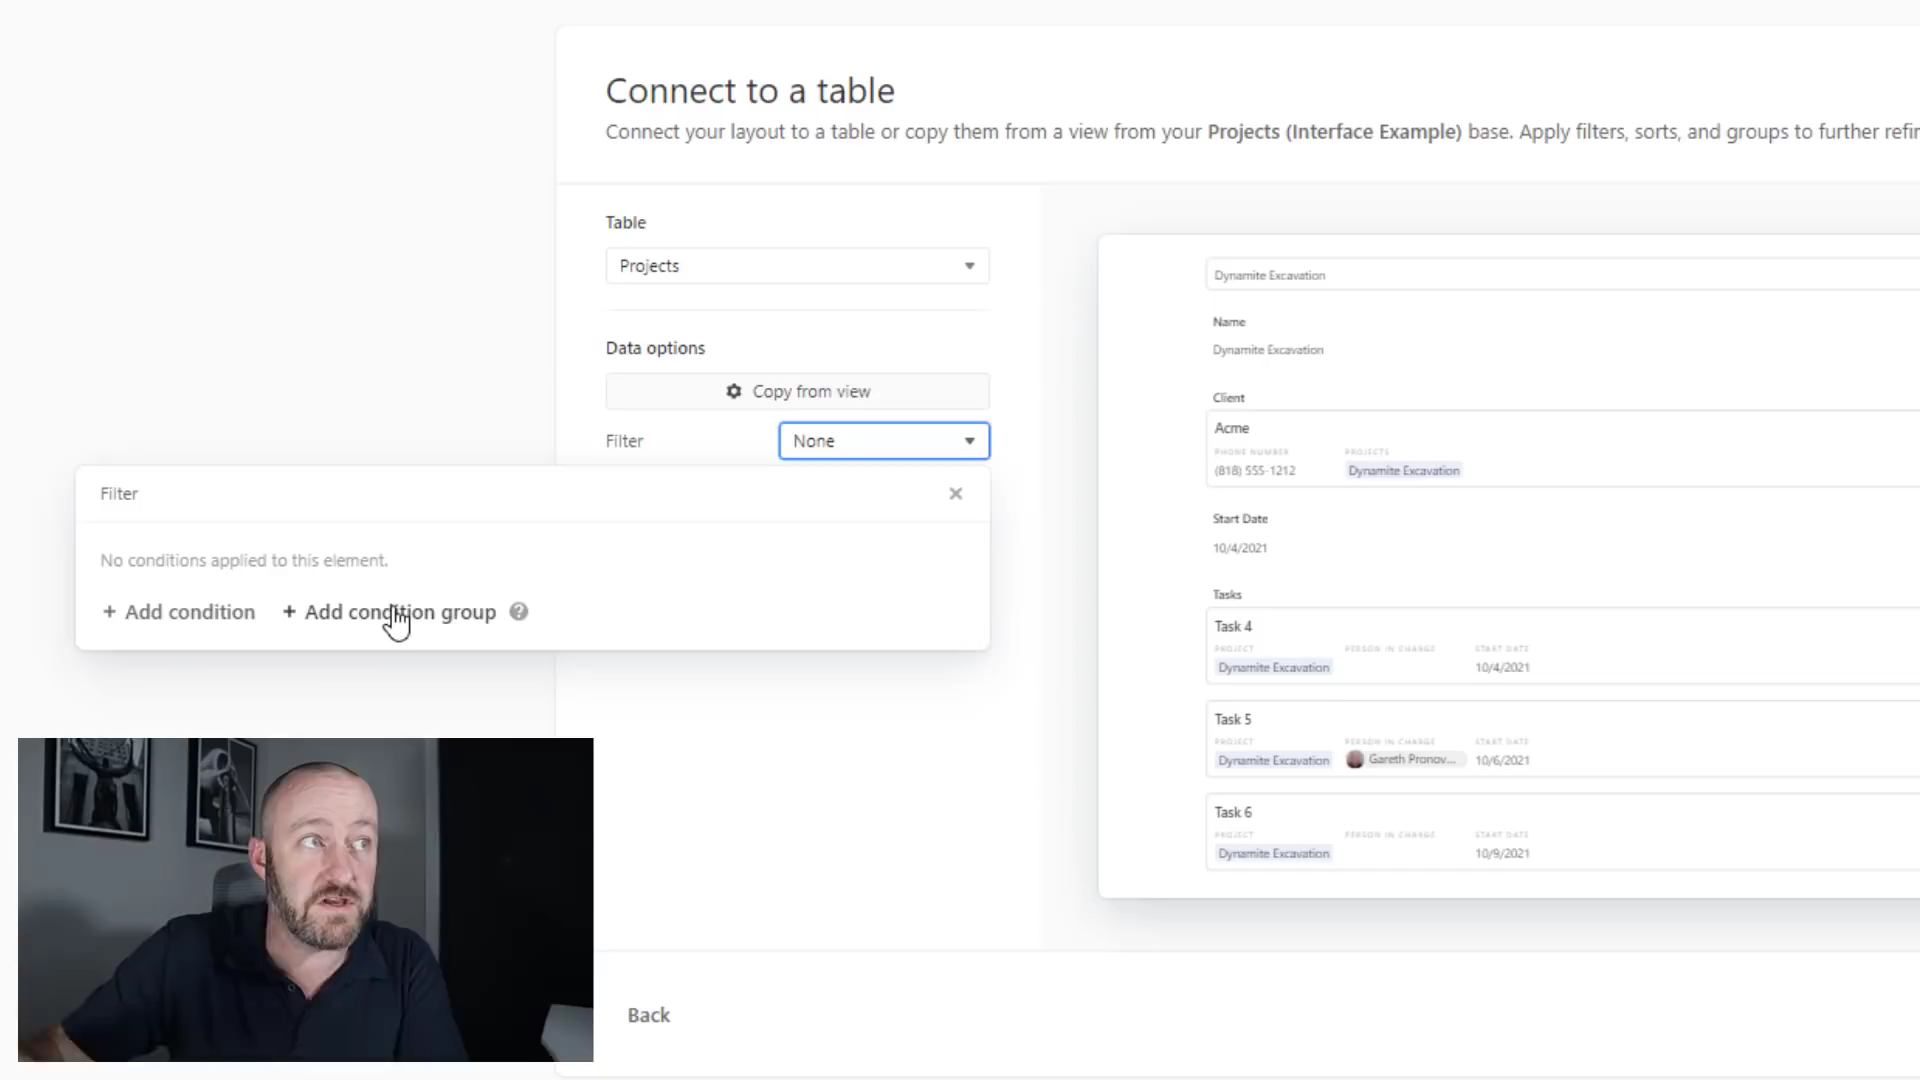 Connect to a table
Connect your layout to a table or copy them from a view from your Projects (Interface Example) base. Apply filters, sorts, and groups to further refin
Table
Projects
Data options
Copy from view
Filter
None
Filter
No conditions applied to this element.
+ Add condition + Add condition group ?
Back
Dynamite Excavation
Name
Dynamite Excavation
Client
Acme
PHONE NUMBER PROJECTS
(818) 555-1212 Dynamite Excavation
Start Date
10/4/2021
Tasks
Task 4
PROJECT PERSON IN CHARGE START DATE
Dynamite Excavation 10/4/2021
Task 5
PROJECT PERSON IN CHARGE START DATE
Dynamite Excavation Gareth Pronov... 10/6/2021
Task 6
PROJECT PERSON IN CHARGE START DATE
Dynamite Excavation 10/9/2021